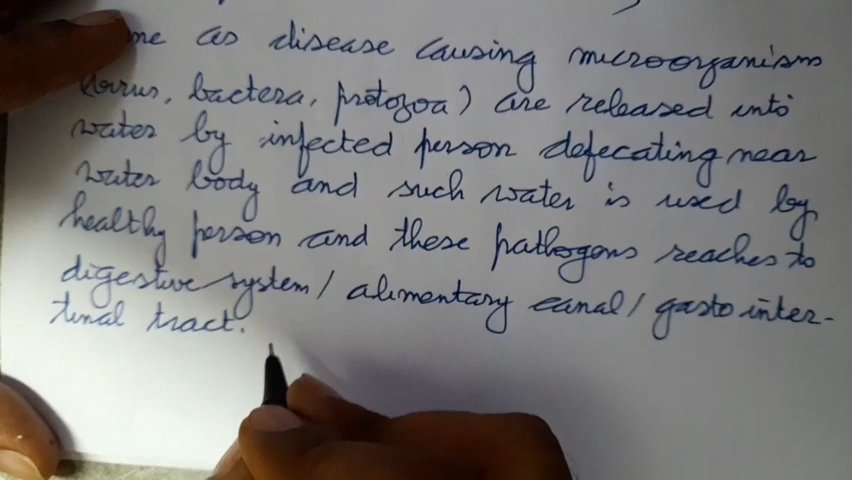 me as disease causing microorganism
(virus, bactera, protozoa) are released into
water by infected person defecating near
water body and such water is used by
healthy person and these pathogens reaches to
digestive system / alimentary canal / gasto inter-
tinal tract.